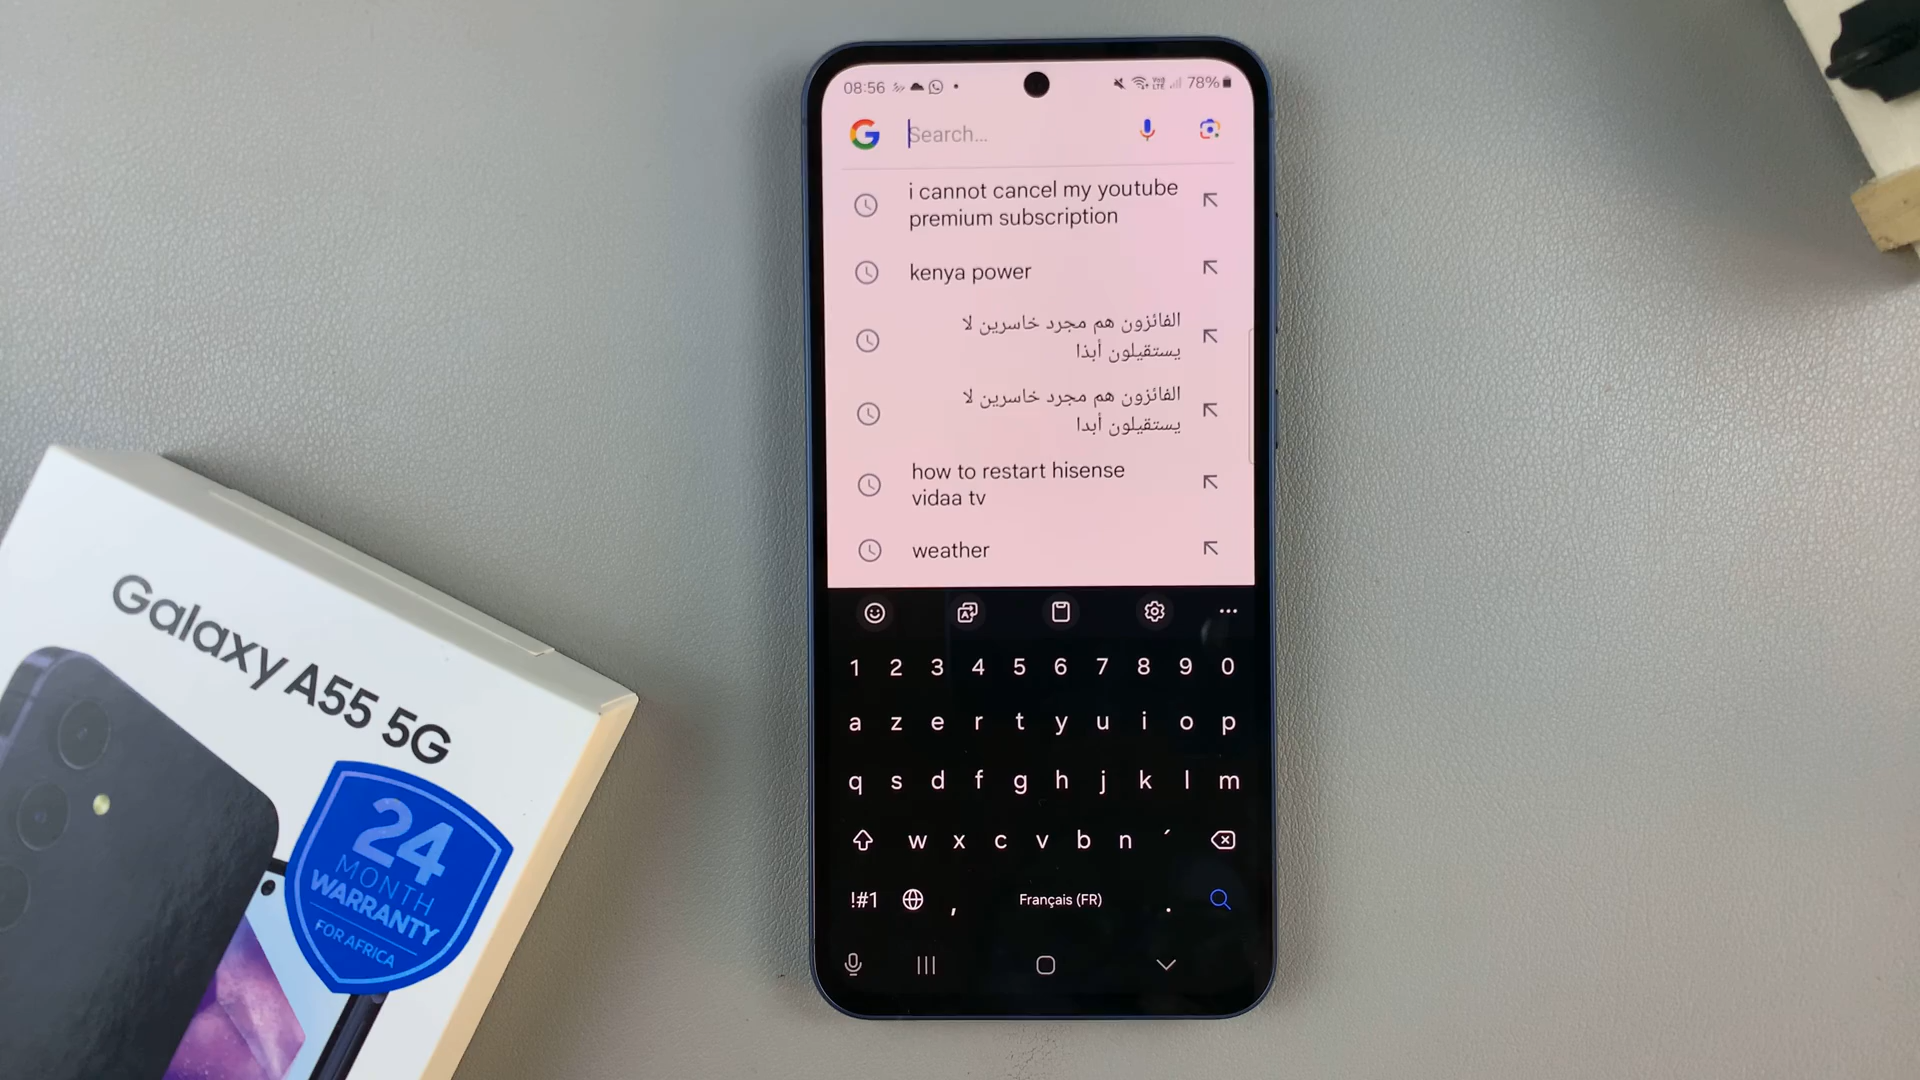 08:56
78%
Search...
i cannot cancel my youtube
premium subscription
kenya power
الفائزون هم مجرد خاسرين لا
يستقيلون أبذا
الفائزون هم مجرد خاسرين لا
يستقيلون أبدا
how to restart hisense
vidaa tv
weather
1 2 3 4 5 6 7 8 9 0
a z e r t y u i o p
q s d f g h j k l m
w x c v b n ´
!#1 , Français (FR) .
Galaxy A55 5G
24
MONTH
WARRANTY
FOR AFRICA